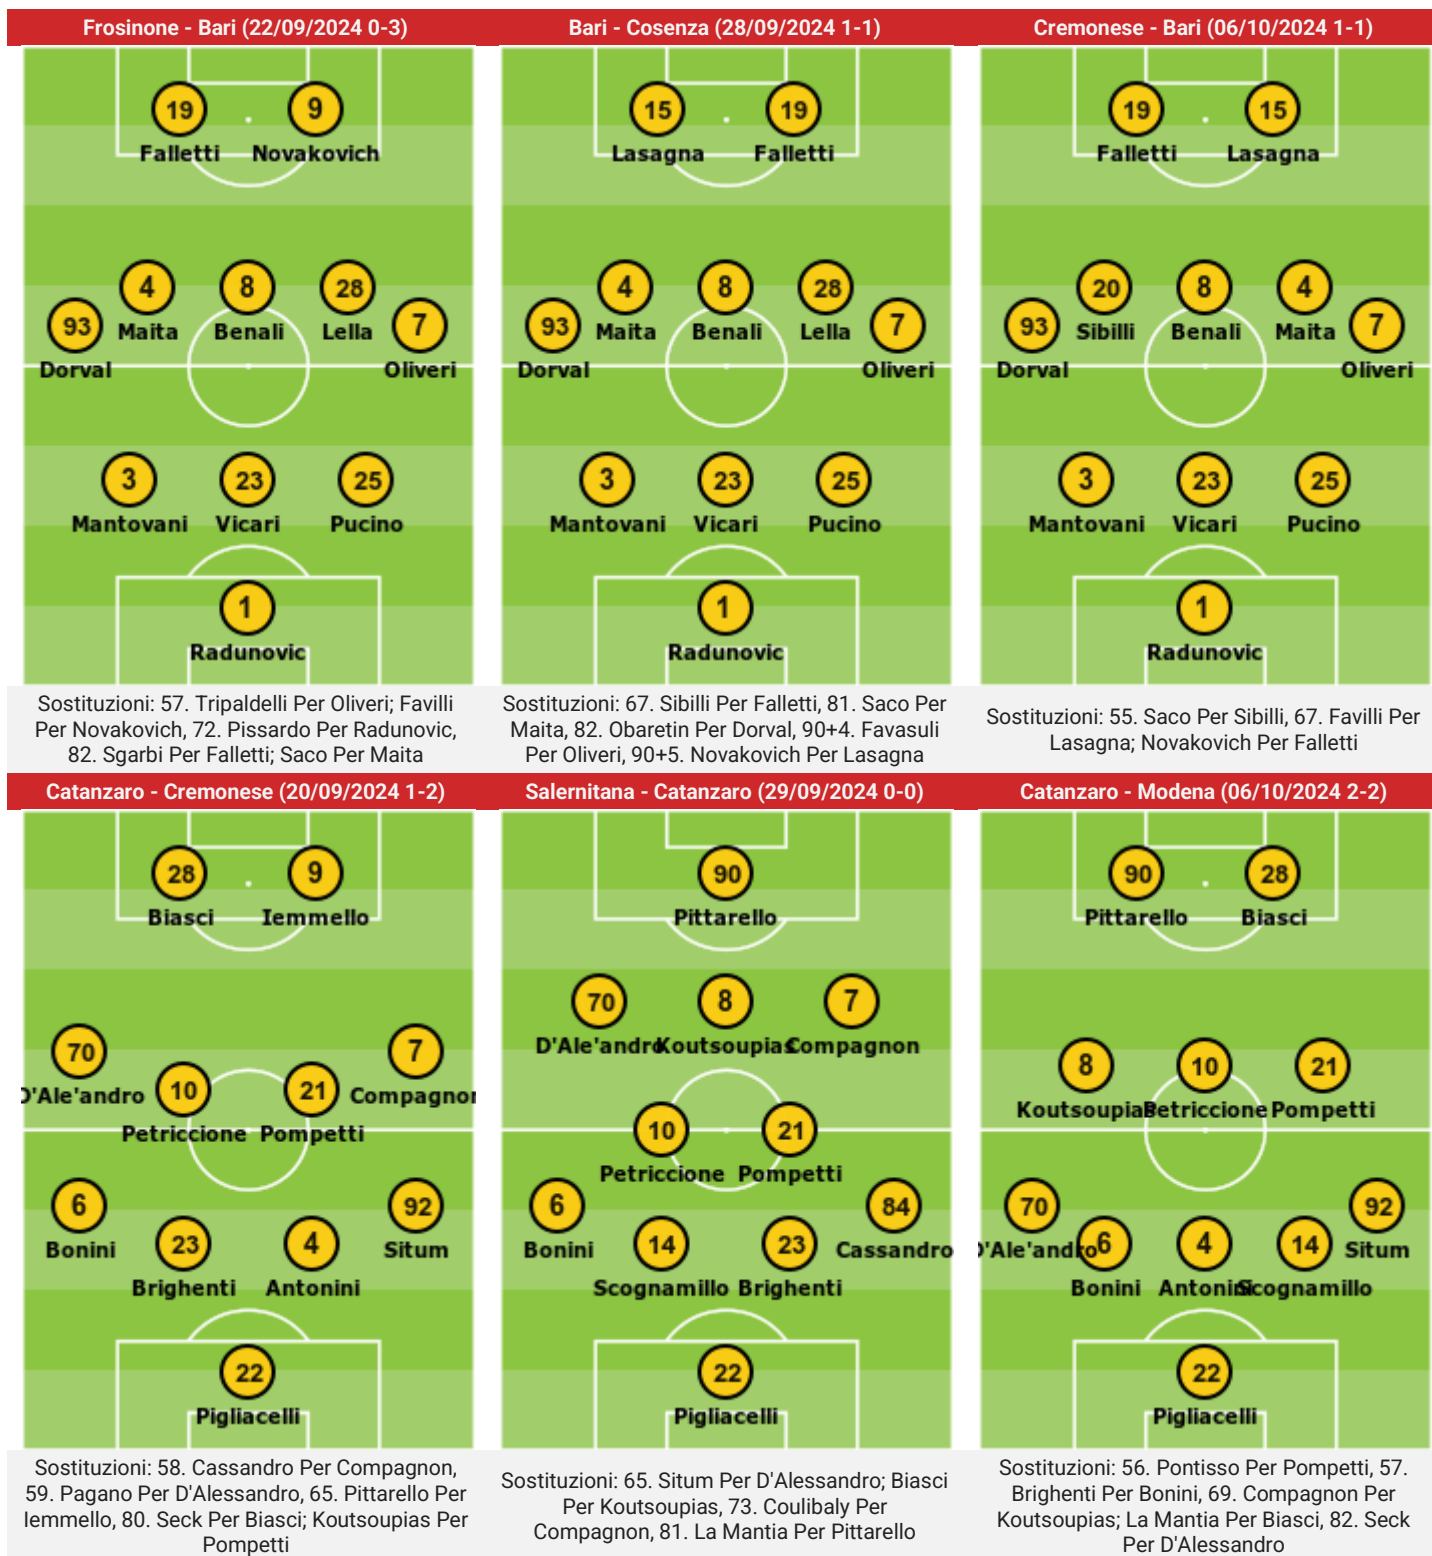 Frosinone - Bari (22/09/2024 0-3)
19 9
Falletti Novakovich
4 8 28
93 7
Maita Benali Lella
Dorval Oliveri
3 23 25
Mantovani Vicari Pucino
1
Radunovic
Sostituzioni: 57. Tripaldelli Per Oliveri; Favilli
Per Novakovich, 72. Pissardo Per Radunovic,
82. Sgarbi Per Falletti; Saco Per Maita
Bari - Cosenza (28/09/2024 1-1)
15 19
Lasagna Falletti
4 8 28
93 7
Maita Benali Lella
Dorval Oliveri
3 23 25
Mantovani Vicari Pucino
1
Radunovic
Sostituzioni: 67. Sibilli Per Falletti, 81. Saco Per
Maita, 82. Obaretin Per Dorval, 90+4. Favasuli
Per Oliveri, 90+5. Novakovich Per Lasagna
Cremonese - Bari (06/10/2024 1-1)
19 15
Falletti Lasagna
20 8 4
93 7
Sibilli Benali Maita
Dorval Oliveri
3 23 25
Mantovani Vicari Pucino
1
Radunovic
Sostituzioni: 55. Saco Per Sibilli, 67. Favilli Per
Lasagna; Novakovich Per Falletti
Catanzaro - Cremonese (20/09/2024 1-2)
28 9
Biasci Iemmello
70 7
10 21
D'Ale'andro Compagnon
Petriccione Pompetti
6 92
23 4
Bonini Situm
Brighenti Antonini
22
Pigliacelli
Sostituzioni: 58. Cassandro Per Compagnon,
59. Pagano Per D'Alessandro, 65. Pittarello Per
Iemmello, 80. Seck Per Biasci; Koutsoupias Per
Pompetti
Salernitana - Catanzaro (29/09/2024 0-0)
90
Pittarello
70 8 7
D'Ale'andro Koutsoupias Compagnon
10 21
Petriccione Pompetti
6 84
14 23
Bonini Cassandro
Scognamillo Brighenti
22
Pigliacelli
Sostituzioni: 65. Situm Per D'Alessandro; Biasci
Per Koutsoupias, 73. Coulibaly Per
Compagnon, 81. La Mantia Per Pittarello
Catanzaro - Modena (06/10/2024 2-2)
90 28
Pittarello Biasci
8 10 21
Koutsoupias Petriccione Pompetti
70 92
6 4 14
D'Ale'andro Situm
Bonini Antonini Scognamillo
22
Pigliacelli
Sostituzioni: 56. Pontisso Per Pompetti, 57.
Brighenti Per Bonini, 69. Compagnon Per
Koutsoupias; La Mantia Per Biasci, 82. Seck
Per D'Alessandro